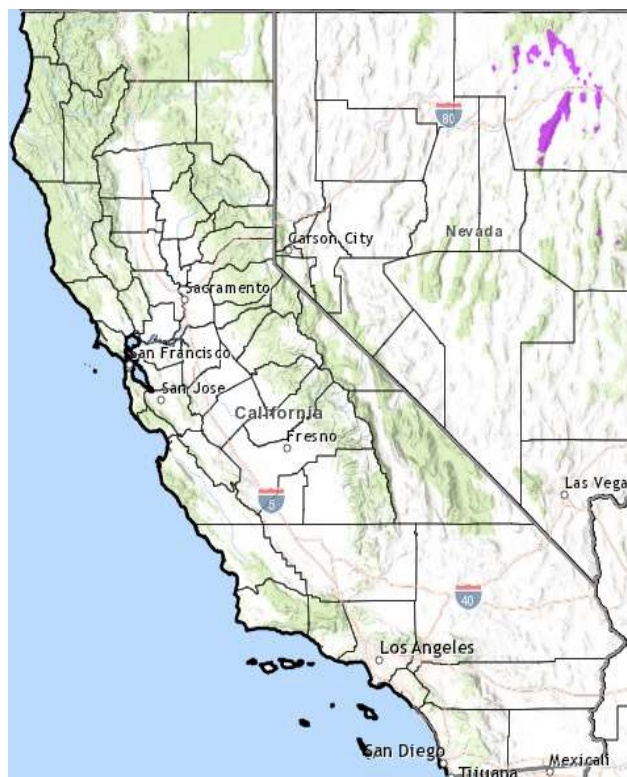 80
Carson City
Nevada
Sacramento
San Francisco
San Jose
California
Fresno
5
Las Vega
40
Los Angeles
San Diego
Tijuana
Mexicali